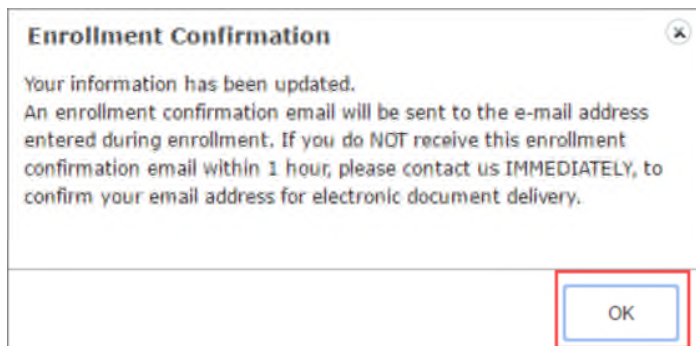 Enrollment Confirmation
Your information has been updated.
An enrollment confirmation email will be sent to the e-mail address
entered during enrollment. If you do NOT receive this enrollment
confirmation email within 1 hour, please contact us IMMEDIATELY, to
confirm your email address for electronic document delivery.
OK